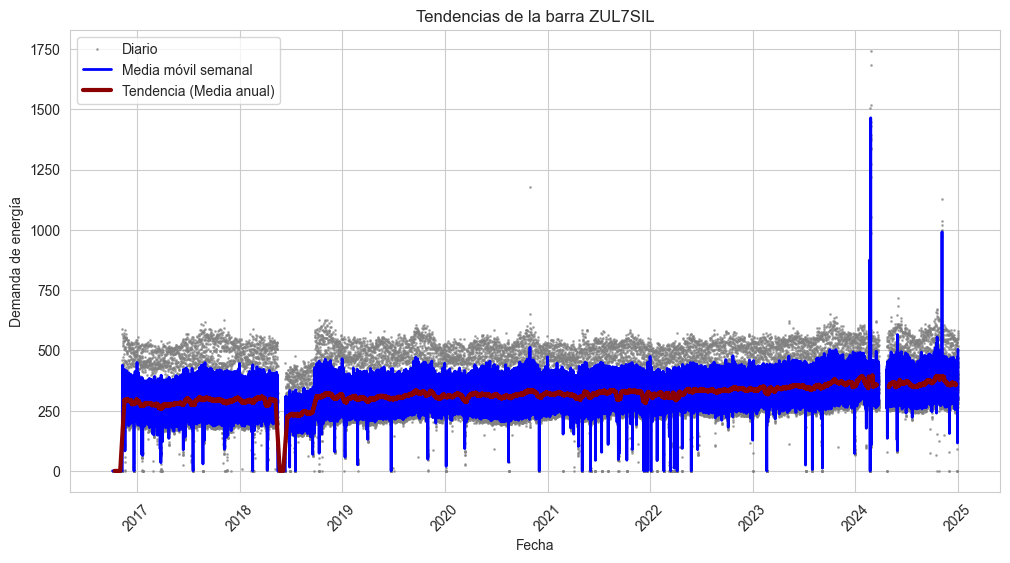 Tendencias de la barra ZUL7SIL
Diario
Media móvil semanal
Tendencia (Media anual)
Demanda de energía
1750
1500
1250
1000
750
500
250
0
2017
2018
2019
2020
2021
2022
2023
2024
2025
Fecha